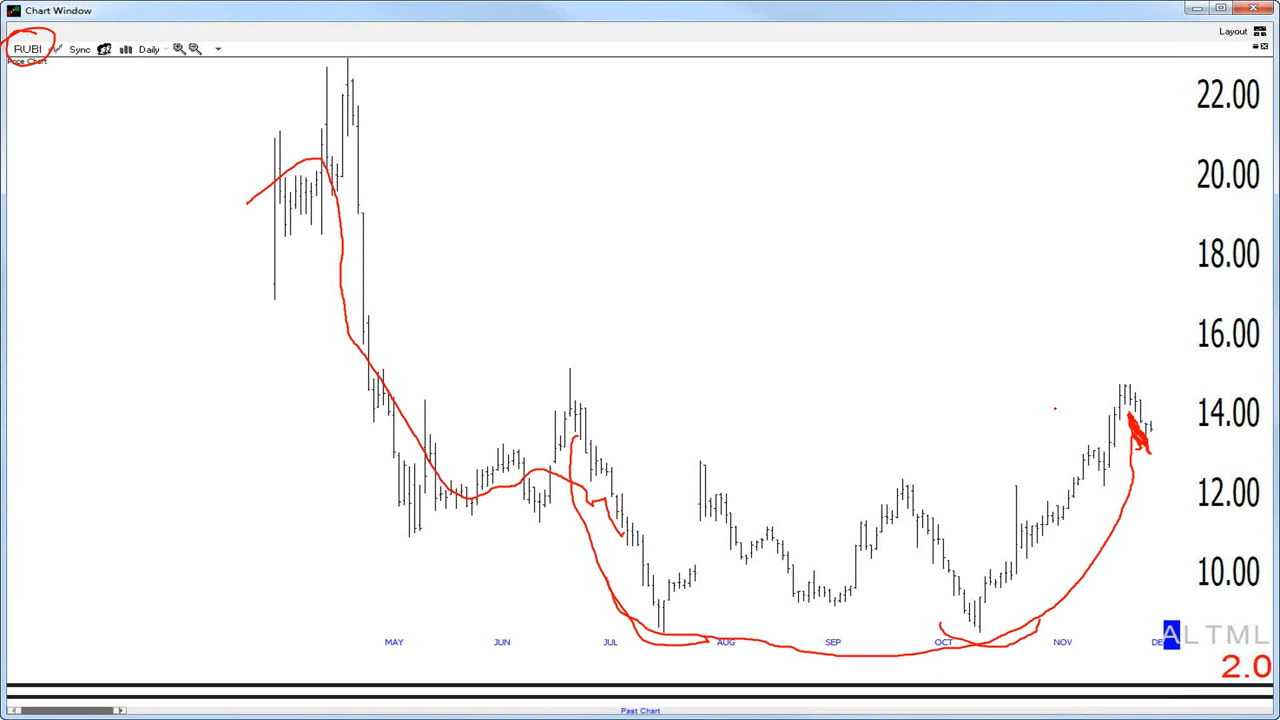 Chart Window
Layout
RUBI Sync Daily
Price Chart
22.00
20.00
18.00
16.00
14.00
12.00
10.00
MAY JUN JUL AUG SEP OCT NOV DE
ALTML
2.0
Past Chart